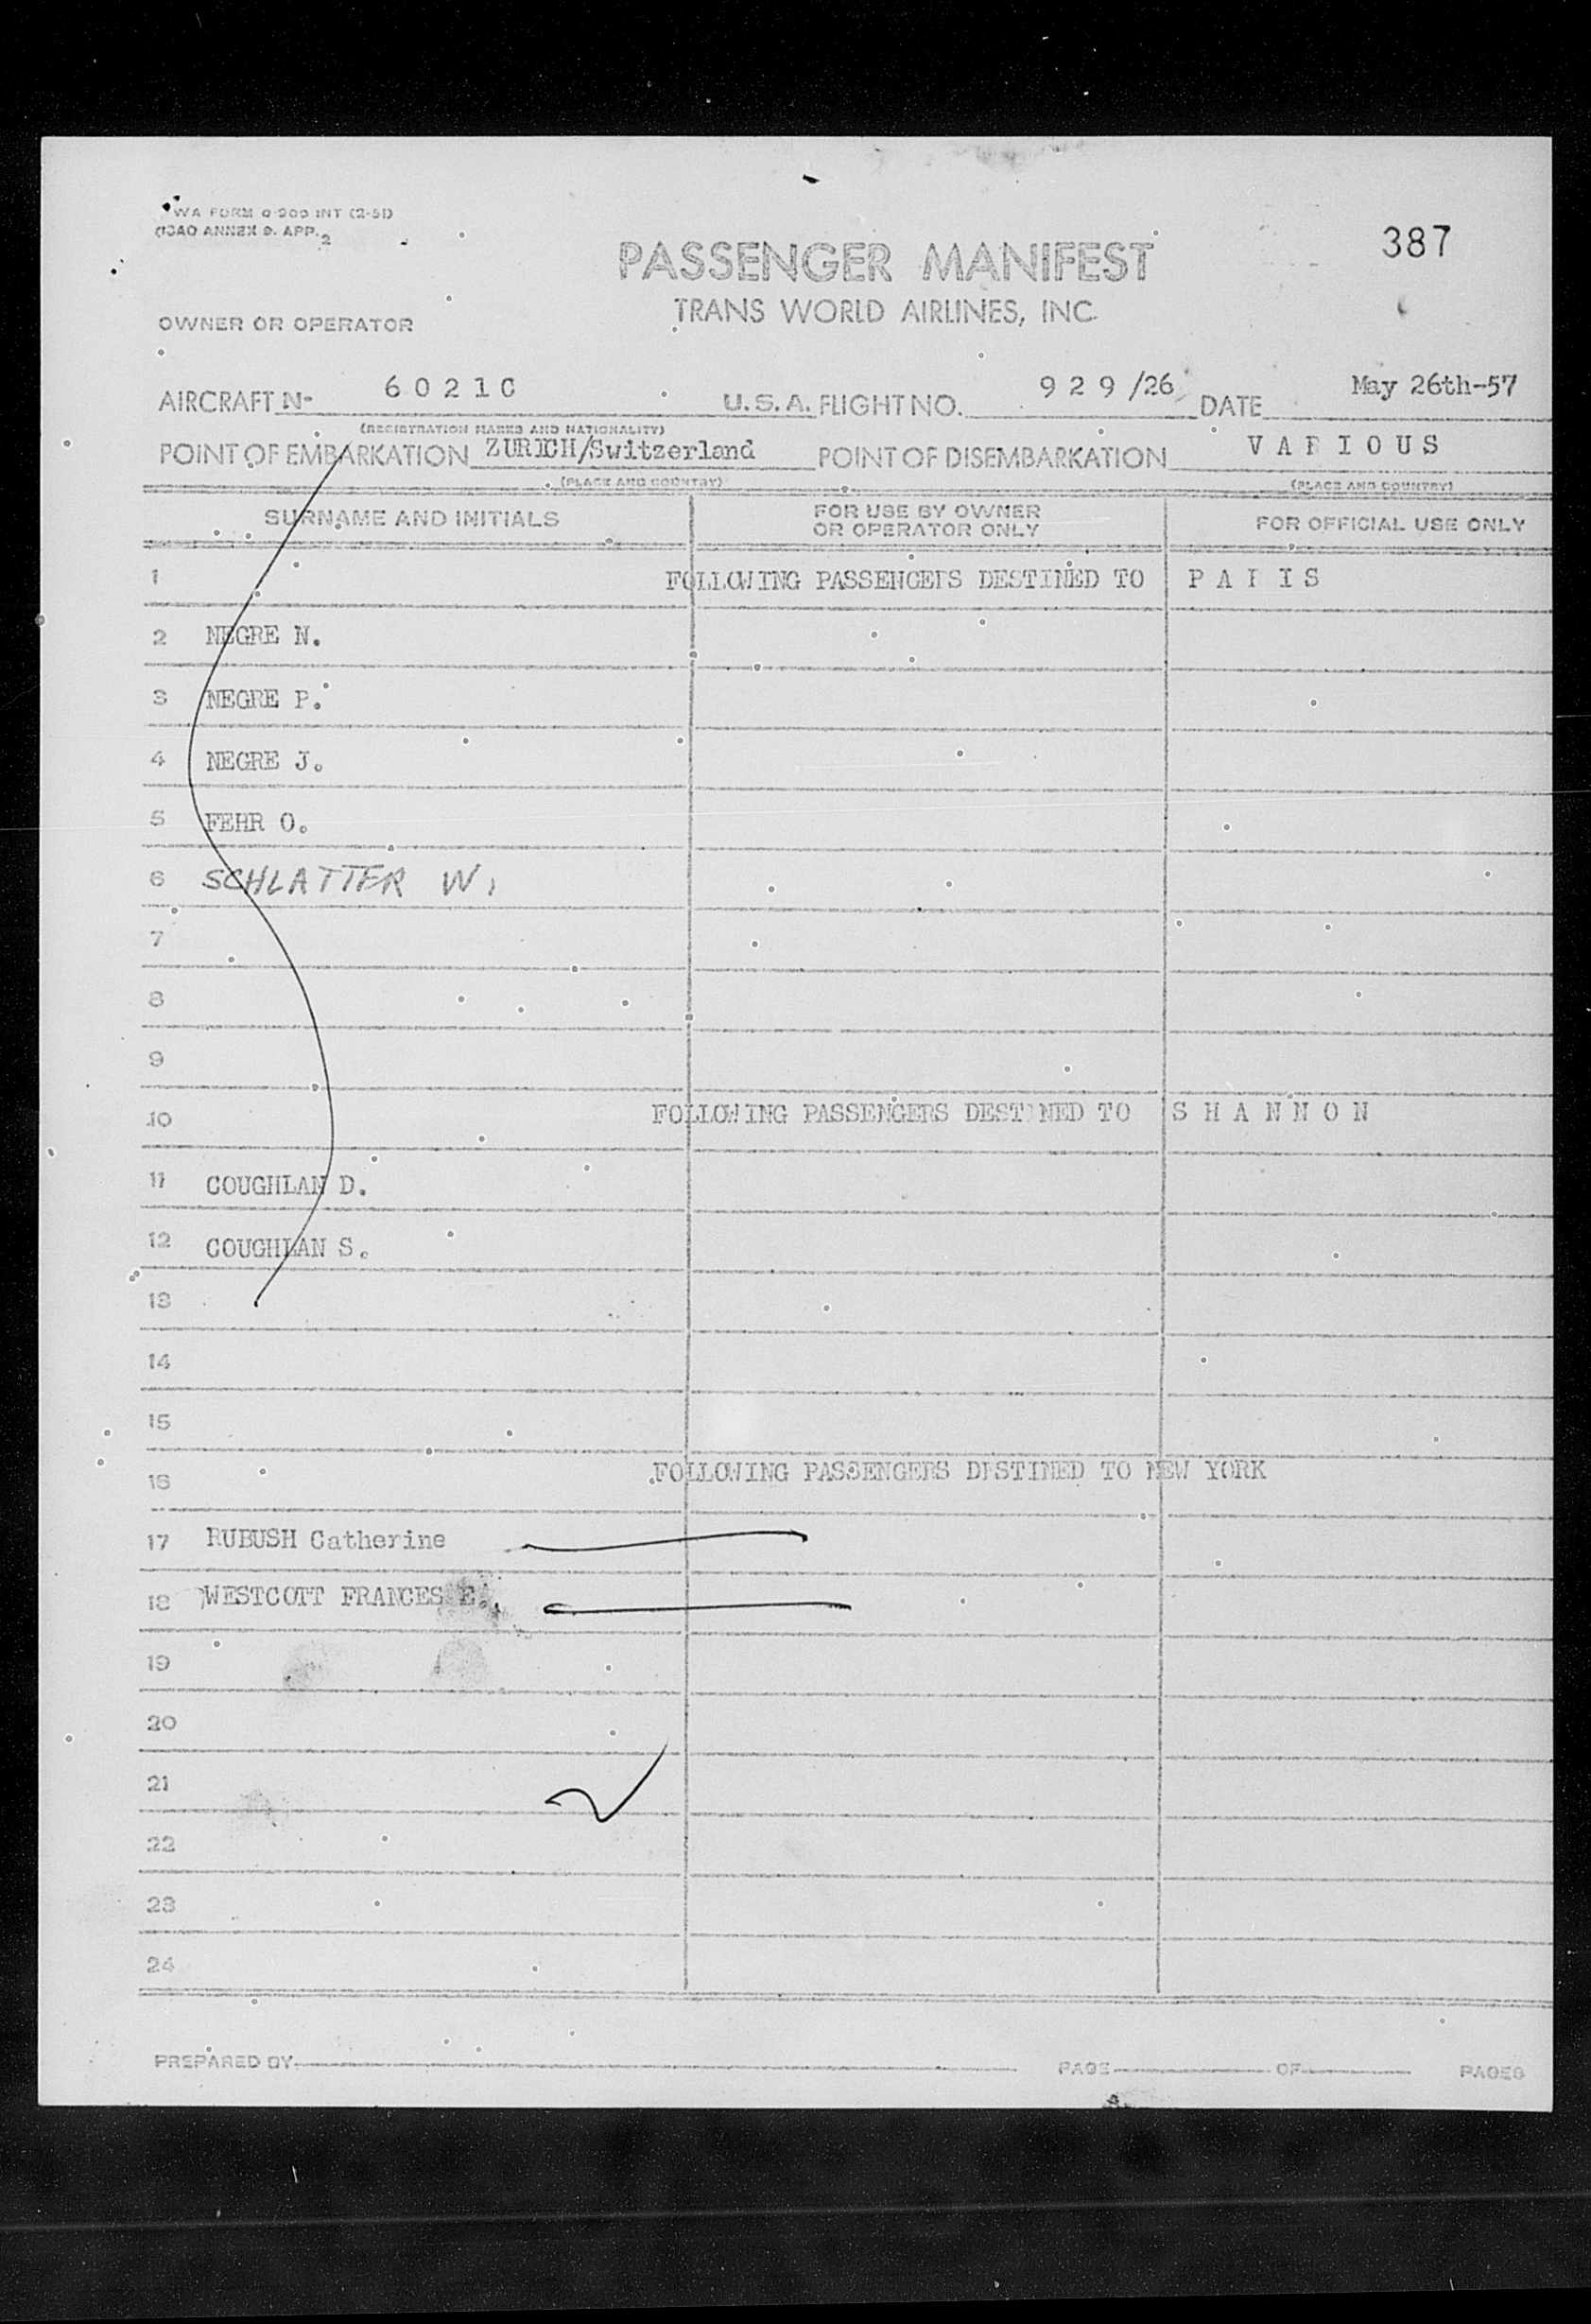 TWA FORM O-900 INT (2-51)
(ICAO ANNEX 9. APP. 2
387
PASSENGER MANIFEST
TRANS WORLD AIRLINES, INC.
OWNER OR OPERATOR
AIRCRAFT N- 6 0 2 1 C U.S.A. FLIGHT NO. 9 2 9 /26 DATE May 26th-57
(REGISTRATION MARKS AND NATIONALITY)
POINT OF EMBARKATION ZURICH/Switzerland POINT OF DISEMBARKATION V A R I O U S
(PLACE AND COUNTRY) (PLACE AND COUNTRY)
SURNAME AND INITIALS FOR USE BY OWNER OR OPERATOR ONLY FOR OFFICIAL USE ONLY
1 FOLLOWING PASSENGERS DESTINED TO P A R I S
2 NEGRE N.
3 NEGRE P.
4 NEGRE J.
5 FEHR O.
6 SCHLATTER W.
7
8
9
10 FOLLOWING PASSENGERS DESTINED TO S H A N N O N
11 COUGHLAN D.
12 COUGHLAN S.
13
14
15
16 FOLLOWING PASSENGERS DESTINED TO NEW YORK
17 RUBUSH Catherine
18 WESTCOTT FRANCES E.
19
20
21
22
23
24
PREPARED BY PAGE OF PAGES